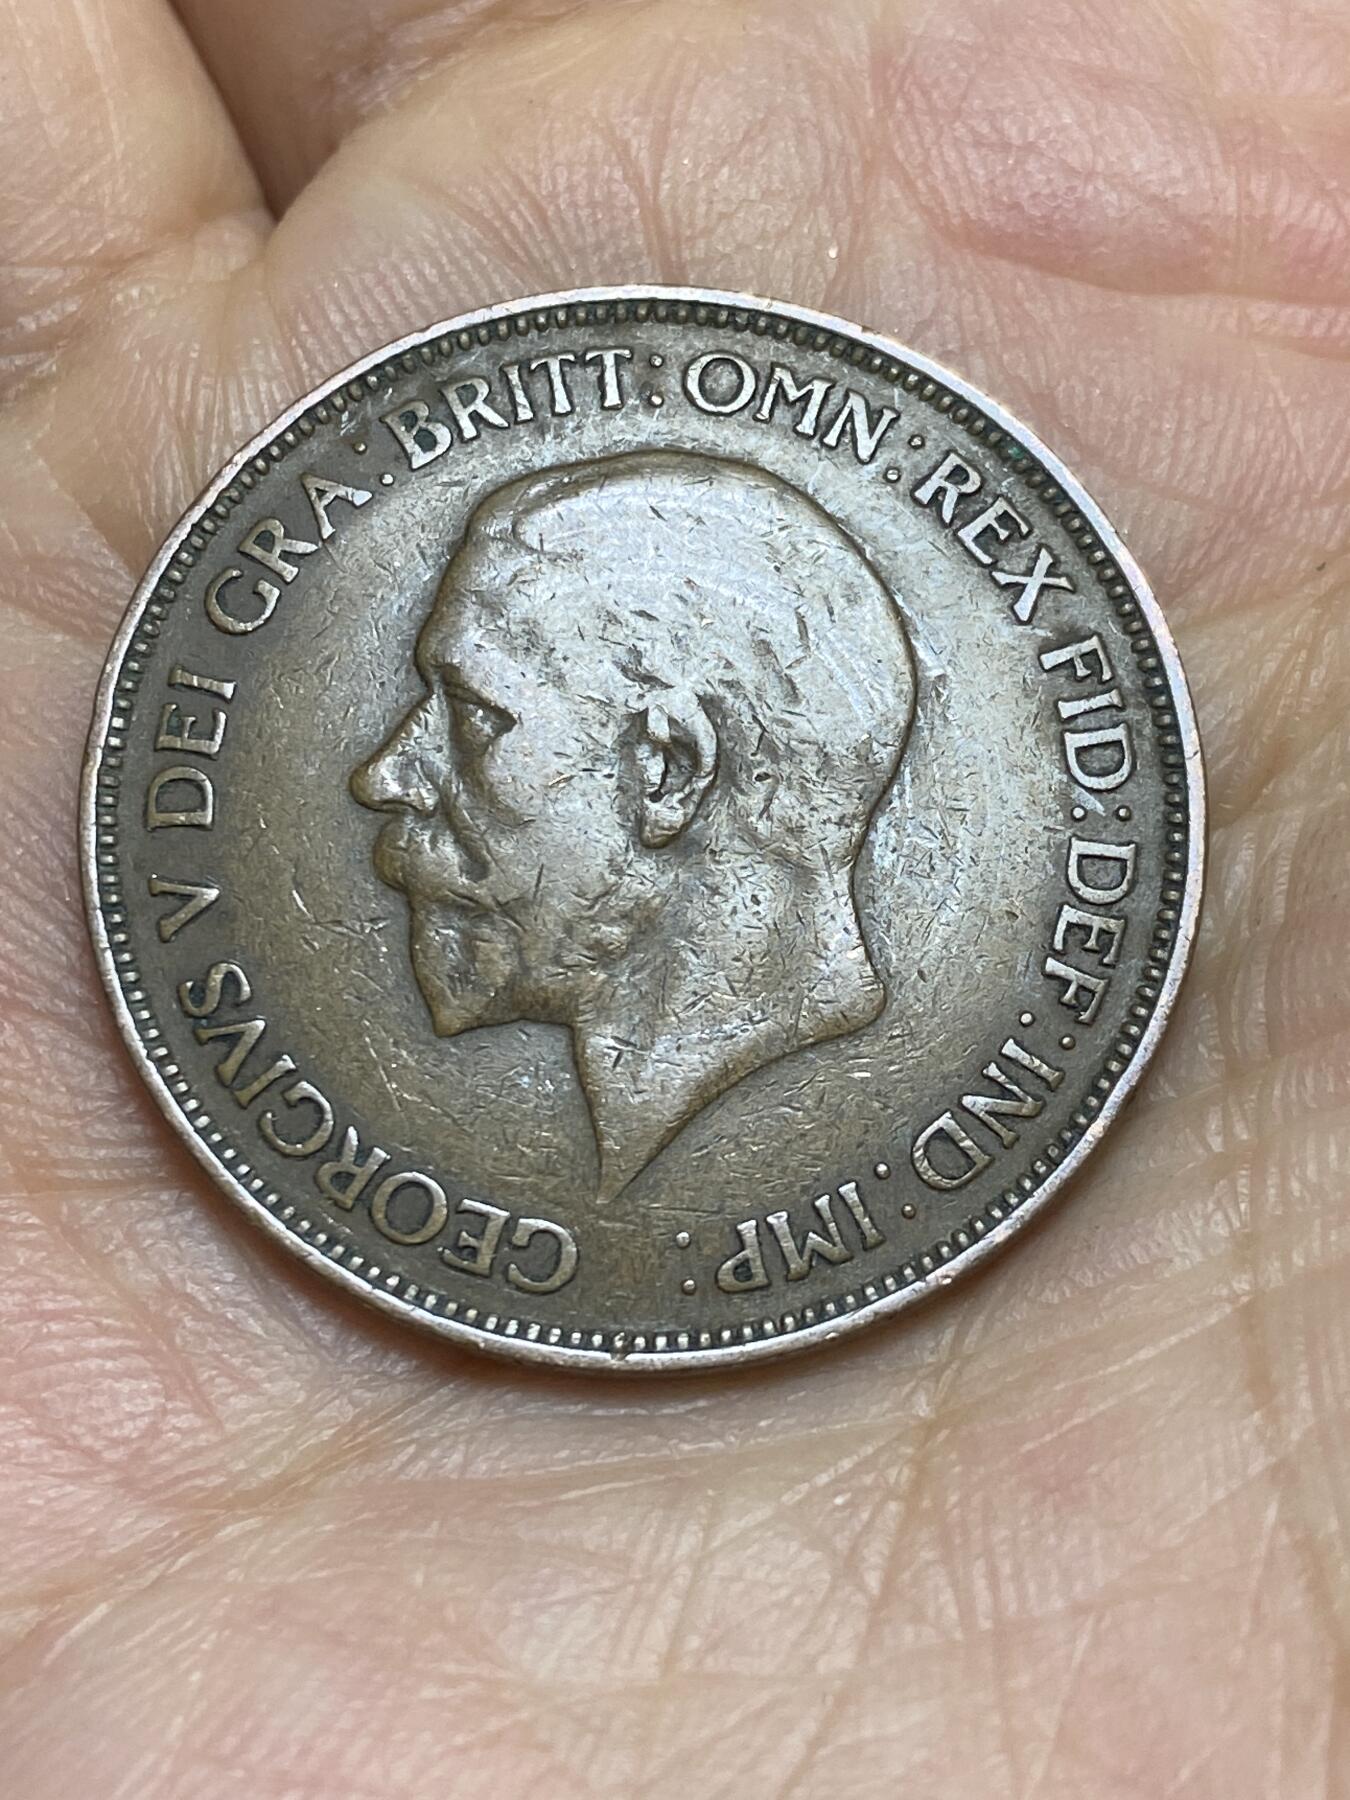 GEORGIVS V DEI GRA: BRITT: OMN: REX FID: DEF: IND: IMP: